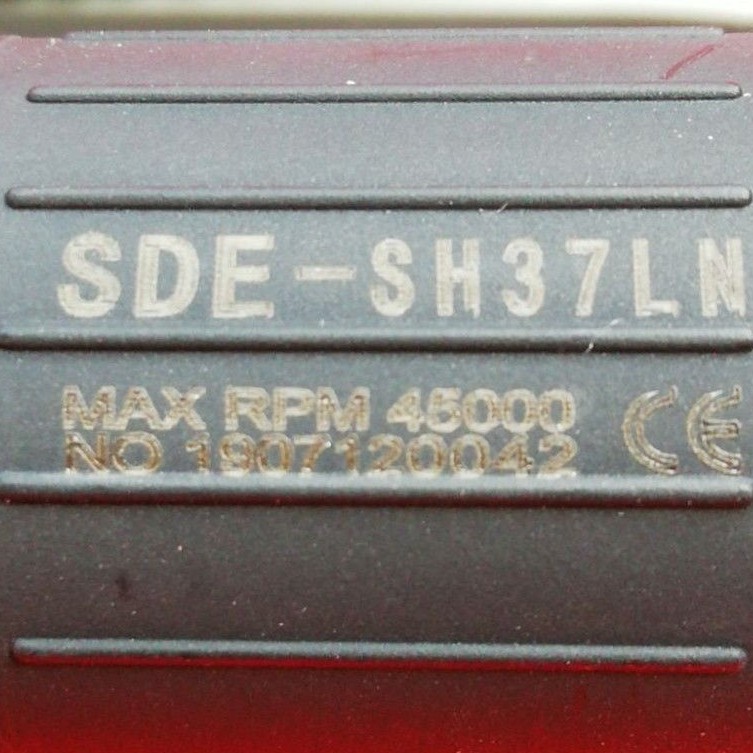 SDE-SH37LN
MAX RPM 45000 CE
NO 1907120042